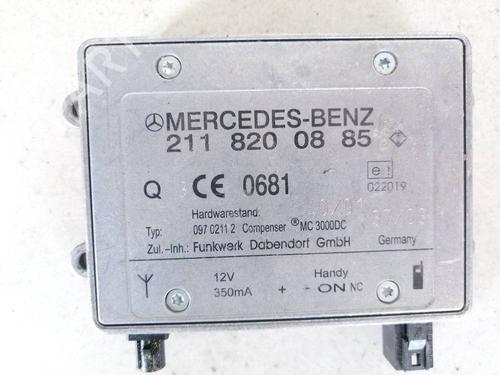 MERCEDES-BENZ
211 820 08 85
Q CE 0681
e1
022019
Hardwarestand:
Typ: 097 0211 2 Compenser ® MC 3000DC
Zul.-Inh.: Funkwerk Dabendorf GmbH Germany
12V Handy
350mA + - ON NC